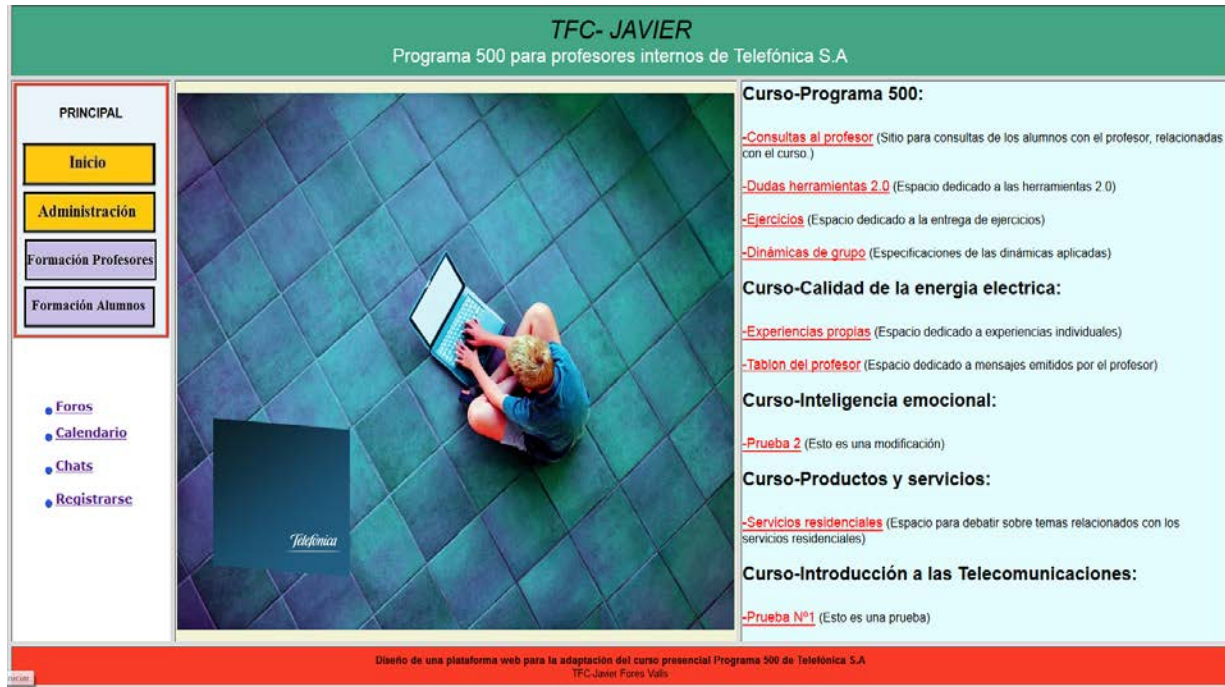 TFC- JAVIER
Programa 500 para profesores internos de Telefónica S.A
PRINCIPAL
Inicio
Administración
Formación Profesores
Formación Alumnos
Foros
Calendario
Chats
Registrarse
Telefónica
Curso-Programa 500:
-Consultas al profesor (Sitio para consultas de los alumnos con el profesor, relacionadas
con el curso.)
-Dudas herramientas 2.0 (Espacio dedicado a las herramientas 2.0)
-Ejercicios (Espacio dedicado a la entrega de ejercicios)
-Dinámicas de grupo (Especificaciones de las dinámicas aplicadas)
Curso-Calidad de la energia electrica:
-Experiencias propias (Espacio dedicado a experiencias individuales)
-Tablon del profesor (Espacio dedicado a mensajes emitidos por el profesor)
Curso-Inteligencia emocional:
-Prueba 2 (Esto es una modificación)
Curso-Productos y servicios:
-Servicios residenciales (Espacio para debatir sobre temas relacionados con los
servicios residenciales)
Curso-Introducción a las Telecomunicaciones:
-Prueba Nº1 (Esto es una prueba)
Diseño de una plataforma web para la adaptación del curso presencial Programa 500 de Telefónica S.A
TFC-Javier Fores Valls